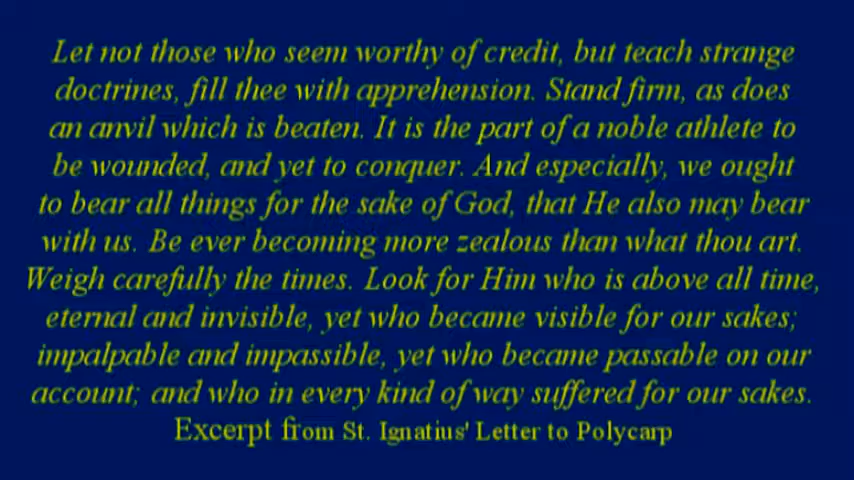 Let not those who seem worthy of credit, but teach strange
doctrines, fill thee with apprehension. Stand firm, as does
an anvil which is beaten. It is the part of a noble athlete to
be wounded, and yet to conquer. And especially, we ought
to bear all things for the sake of God, that He also may bear
with us. Be ever becoming more zealous than what thou art.
Weigh carefully the times. Look for Him who is above all time,
eternal and invisible, yet who became visible for our sakes;
impalpable and impassible, yet who became passable on our
account; and who in every kind of way suffered for our sakes.
Excerpt from St. Ignatius' Letter to Polycarp